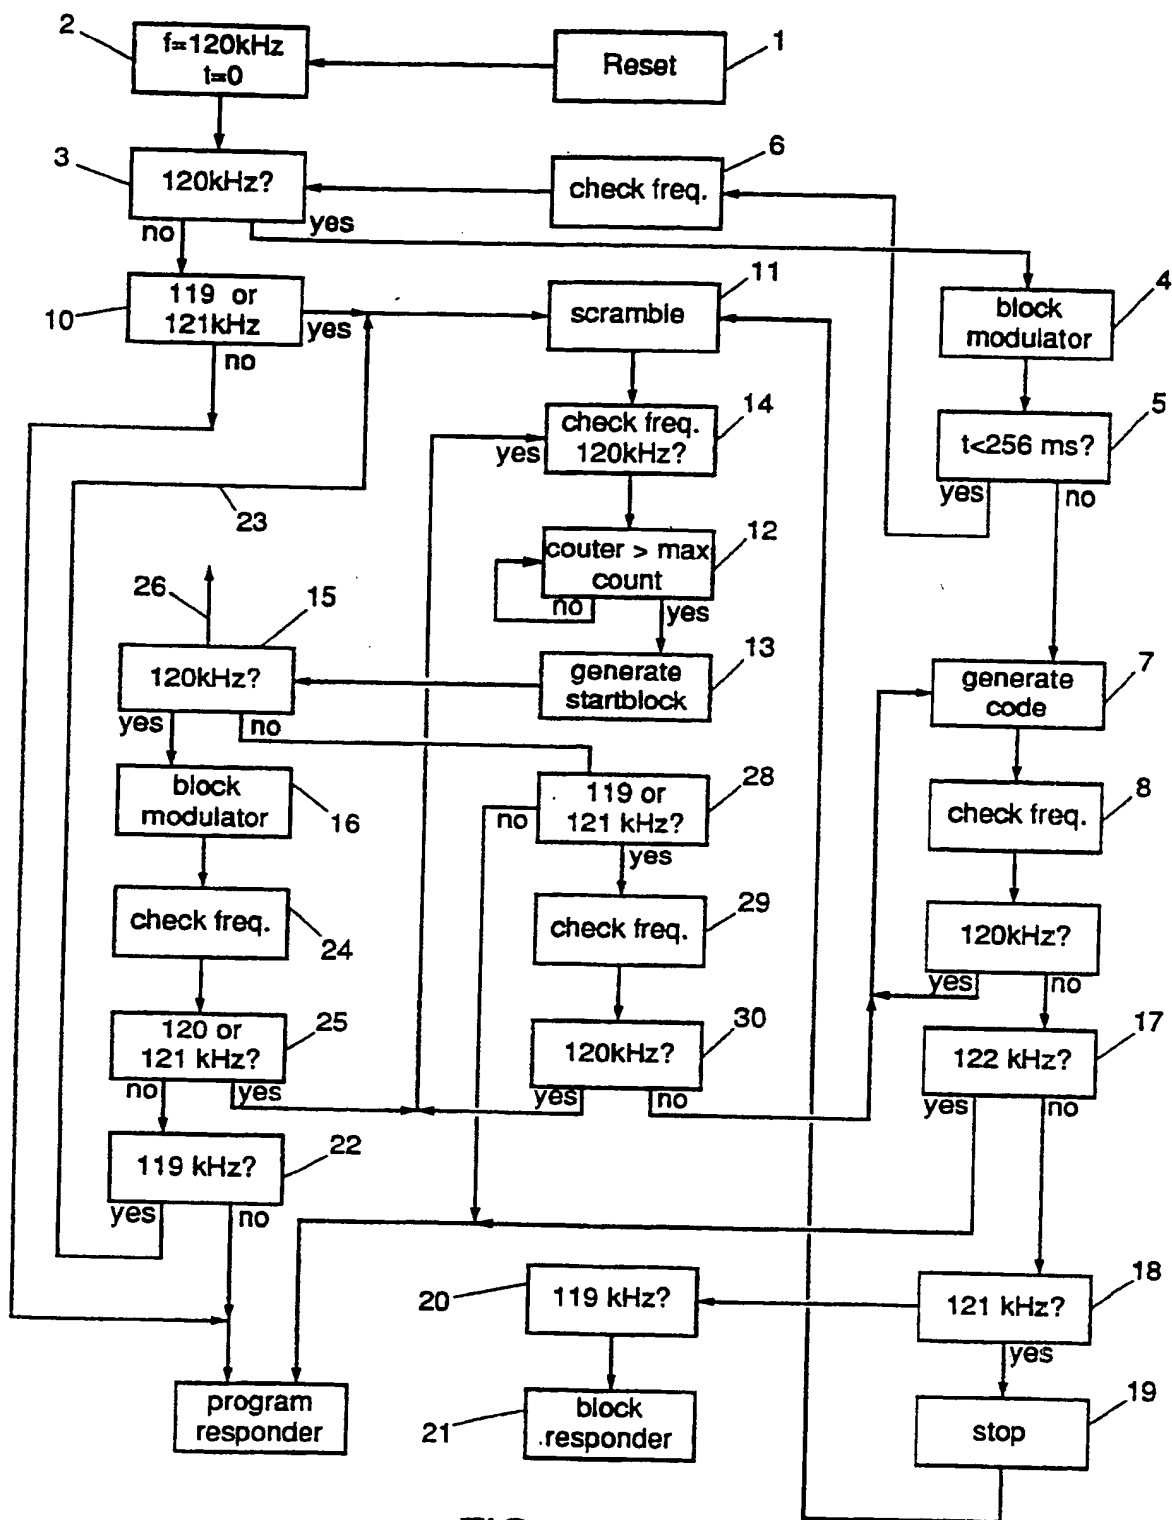 2
f=120kHz
t=0
Reset
1
3
120kHz?
6
check freq.
no
yes
10
119 or
121kHz
yes
no
11
scramble
4
block
modulator
14
check freq.
120kHz?
yes
5
t<256 ms?
yes
no
23
12
couter > max
count
no
yes
26
15
120kHz?
yes
no
13
generate
startblock
7
generate
code
block
modulator
16
28
119 or
121 kHz?
no
yes
8
check freq.
check freq.
24
29
check freq.
120kHz?
yes
no
120 or
121 kHz?
25
no
yes
30
120kHz?
yes
no
17
122 kHz?
yes
no
119 kHz?
22
yes
no
20
119 kHz?
18
121 kHz?
yes
program
responder
21
block
responder
19
stop